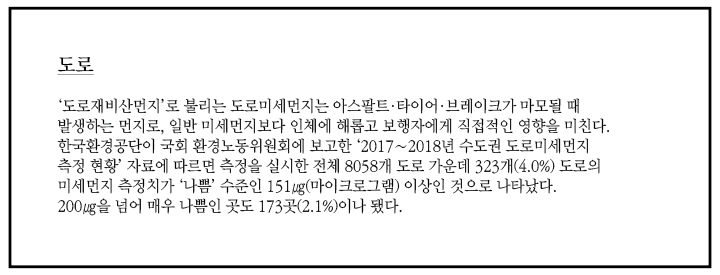 도로
‘도로재비산먼지’로 불리는 도로미세먼지는 아스팔트·타이어·브레이크가 마모될 때
발생하는 먼지로, 일반 미세먼지보다 인체에 해롭고 보행자에게 직접적인 영향을 미친다.
한국환경공단이 국회 환경노동위원회에 보고한 ‘2017～2018년 수도권 도로미세먼지
측정 현황’ 자료에 따르면 측정을 실시한 전체 8058개 도로 가운데 323개(4.0%) 도로의
미세먼지 측정치가 ‘나쁨’ 수준인 151㎍(마이크로그램) 이상인 것으로 나타났다.
200㎍을 넘어 매우 나쁨인 곳도 173곳(2.1%)이나 됐다.